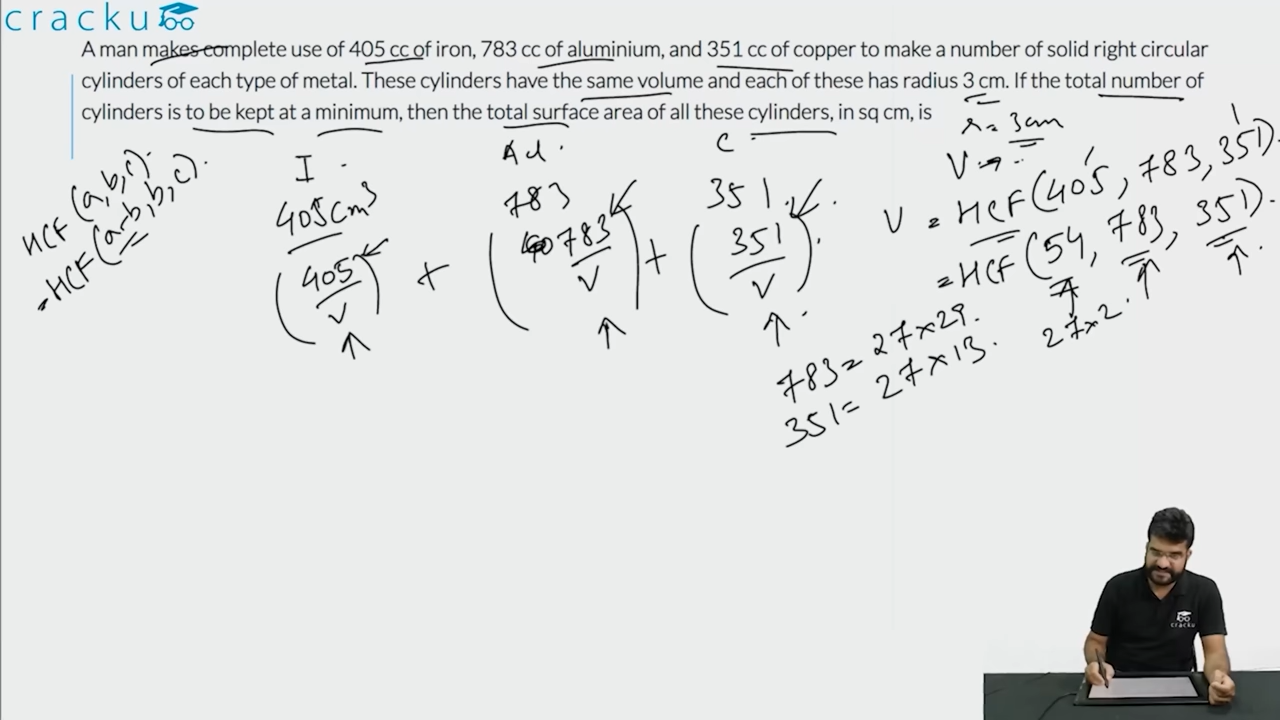 cracku
A man makes complete use of 405 cc of iron, 783 cc of aluminium, and 351 cc of copper to make a number of solid right circular
cylinders of each type of metal. These cylinders have the same volume and each of these has radius 3 cm. If the total number of
cylinders is to be kept at a minimum, then the total surface area of all these cylinders, in sq cm, is
r = 3cm
V →
HCF (a, b, c).
= HCF (a-b, b, c).
I
Al.
C
405cm³
783
351
(405/V) + (783/V) + (351/V).
V = HCF (405, 783, 351).
= HCF (54, 783, 351).
27×2.
783 = 27×29.
351 = 27×13.
cracku